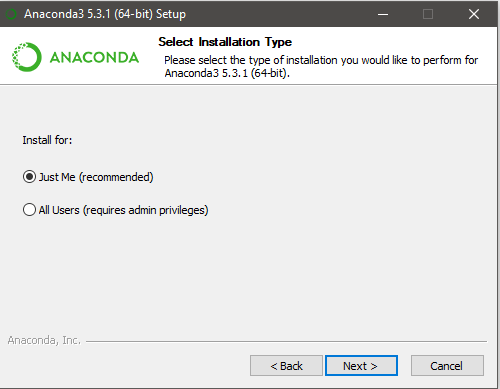 Anaconda3 5.3.1 (64-bit) Setup
Select Installation Type
Please select the type of installation you would like to perform for
Anaconda3 5.3.1 (64-bit).
ANACONDA
Install for:
Just Me (recommended)
All Users (requires admin privileges)
Anaconda, Inc.
< Back
Next >
Cancel